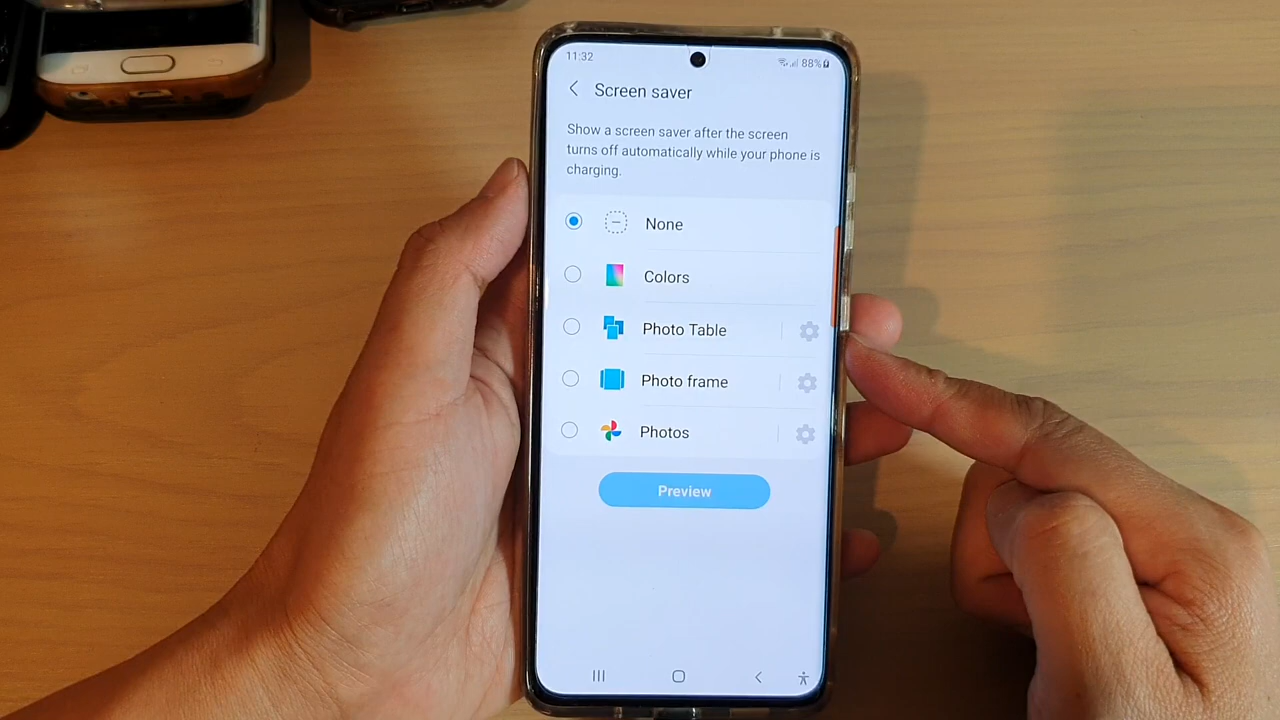 11:32
88%
Screen saver
Show a screen saver after the screen
turns off automatically while your phone is
charging.
None
Colors
Photo Table
Photo frame
Photos
Preview